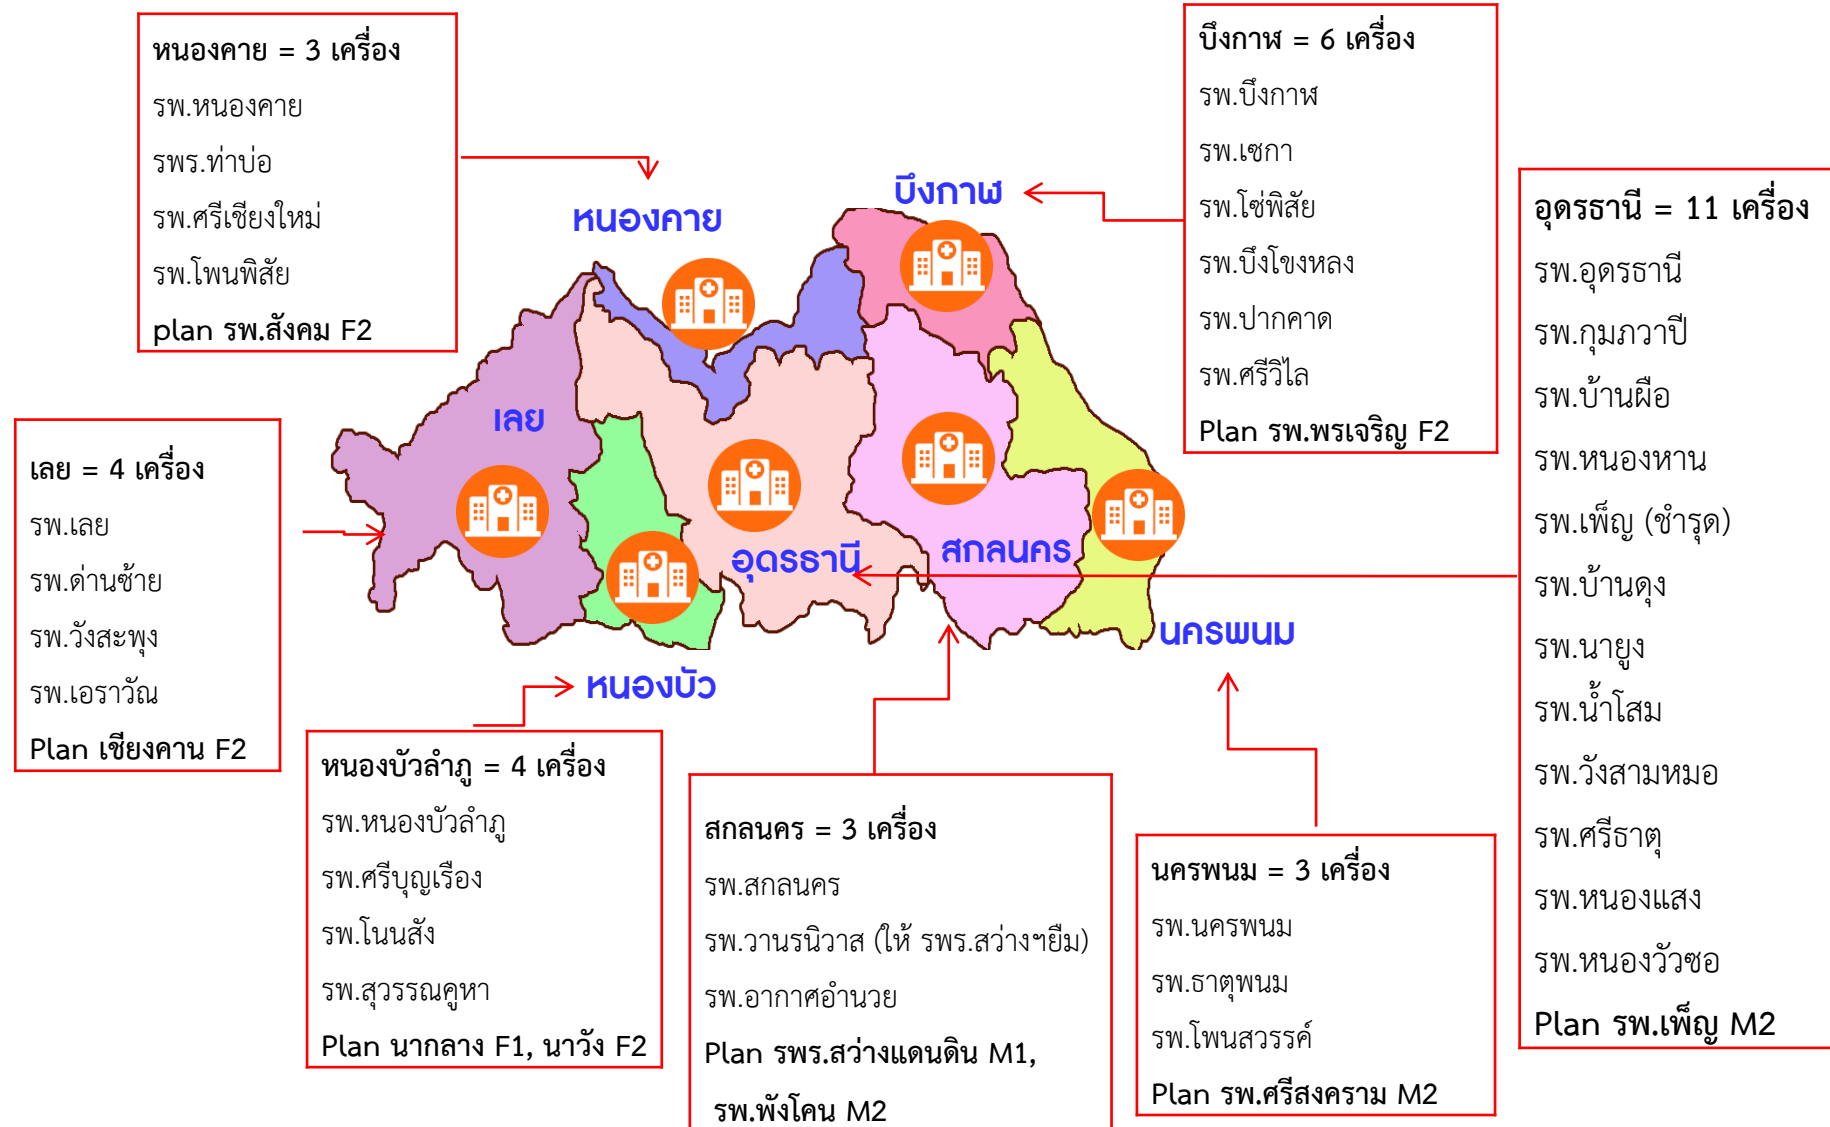 หนองคาย = 3 เครื่อง
รพ.หนองคาย
รพร.ท่าบ่อ
รพ.ศรีเชียงใหม่
รพ.โพนพิสัย
plan รพ.สังคม F2
บึงกาฬ = 6 เครื่อง
รพ.บึงกาฬ
รพ.เซกา
รพ.โซ่พิสัย
รพ.บึงโขงหลง
รพ.ปากคาด
รพ.ศรีวิไล
Plan รพ.พรเจริญ F2
อุดรธานี = 11 เครื่อง
รพ.อุดรธานี
รพ.กุมภวาปี
รพ.บ้านผือ
รพ.หนองหาน
รพ.เพ็ญ (ชำรุด)
รพ.บ้านดุง
รพ.นายูง
รพ.น้ำโสม
รพ.วังสามหมอ
รพ.ศรีธาตุ
รพ.หนองแสง
รพ.หนองวัวซอ
Plan รพ.เพ็ญ M2
หนองคาย
บึงกาฬ
เลย
อุดรธานี
สกลนคร
นครพนม
หนองบัว
เลย = 4 เครื่อง
รพ.เลย
รพ.ด่านซ้าย
รพ.วังสะพุง
รพ.เอราวัณ
Plan เชียงคาน F2
หนองบัวลำภู = 4 เครื่อง
รพ.หนองบัวลำภู
รพ.ศรีบุญเรือง
รพ.โนนสัง
รพ.สุวรรณคูหา
Plan นากลาง F1, นาวัง F2
สกลนคร = 3 เครื่อง
รพ.สกลนคร
รพ.วานรนิวาส (ให้ รพร.สว่างฯยืม)
รพ.อากาศอำนวย
Plan รพร.สว่างแดนดิน M1,
รพ.พังโคน M2
นครพนม = 3 เครื่อง
รพ.นครพนม
รพ.ธาตุพนม
รพ.โพนสวรรค์
Plan รพ.ศรีสงคราม M2